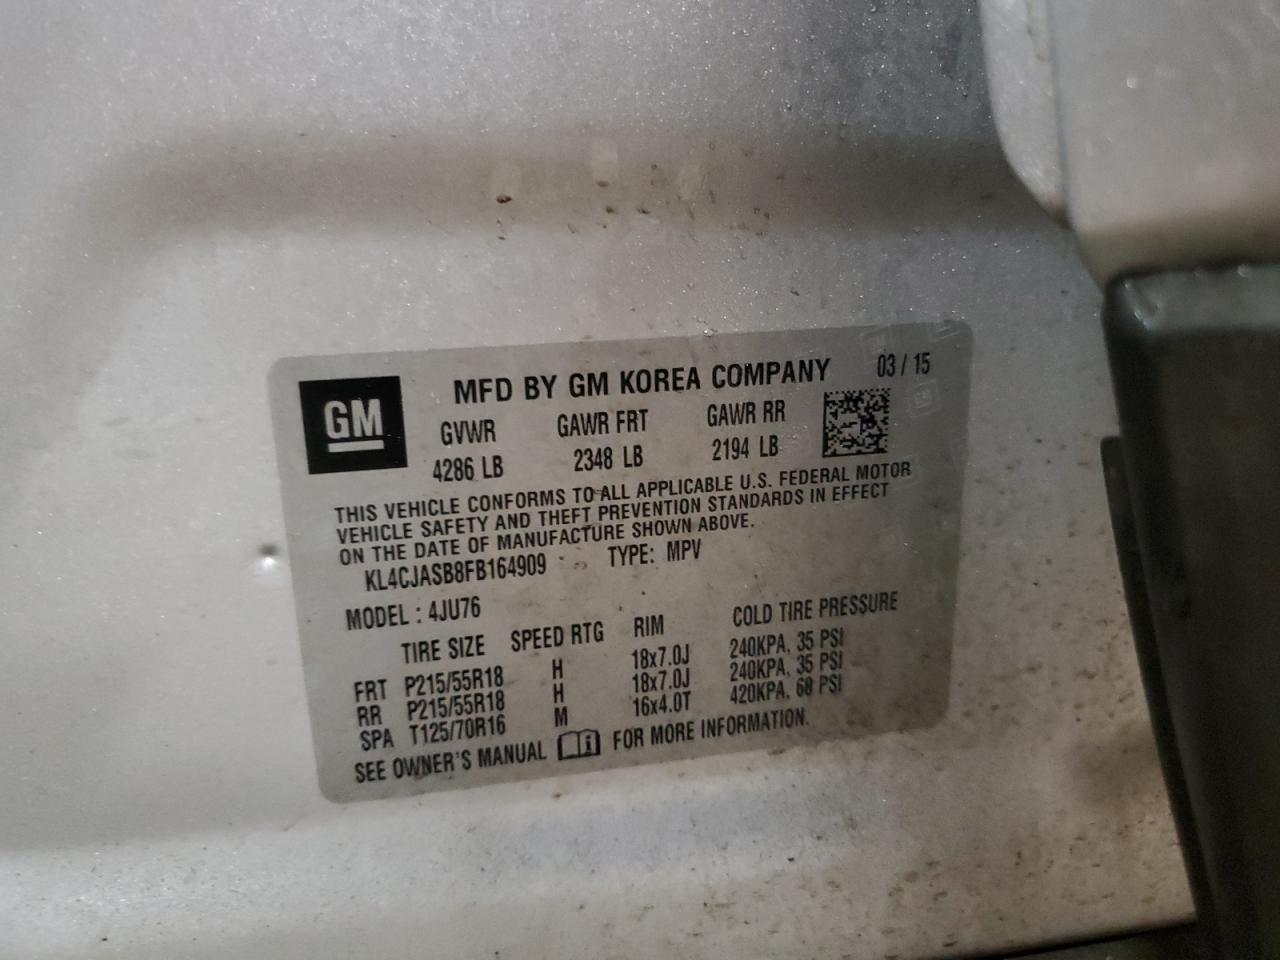 GM
MFD BY GM KOREA COMPANY 03 / 15
GVWR GAWR FRT GAWR RR
4286 LB 2348 LB 2194 LB
THIS VEHICLE CONFORMS TO ALL APPLICABLE U.S. FEDERAL MOTOR
VEHICLE SAFETY AND THEFT PREVENTION STANDARDS IN EFFECT
ON THE DATE OF MANUFACTURE SHOWN ABOVE.
KL4CJASB8FB164909 TYPE: MPV
MODEL : 4JU76
TIRE SIZE SPEED RTG RIM COLD TIRE PRESSURE
FRT P215/55R18 H 18x7.0J 240KPA, 35 PSI
RR P215/55R18 H 18x7.0J 240KPA, 35 PSI
SPA T125/70R16 M 16x4.0T 420KPA, 60 PSI
SEE OWNER'S MANUAL FOR MORE INFORMATION.